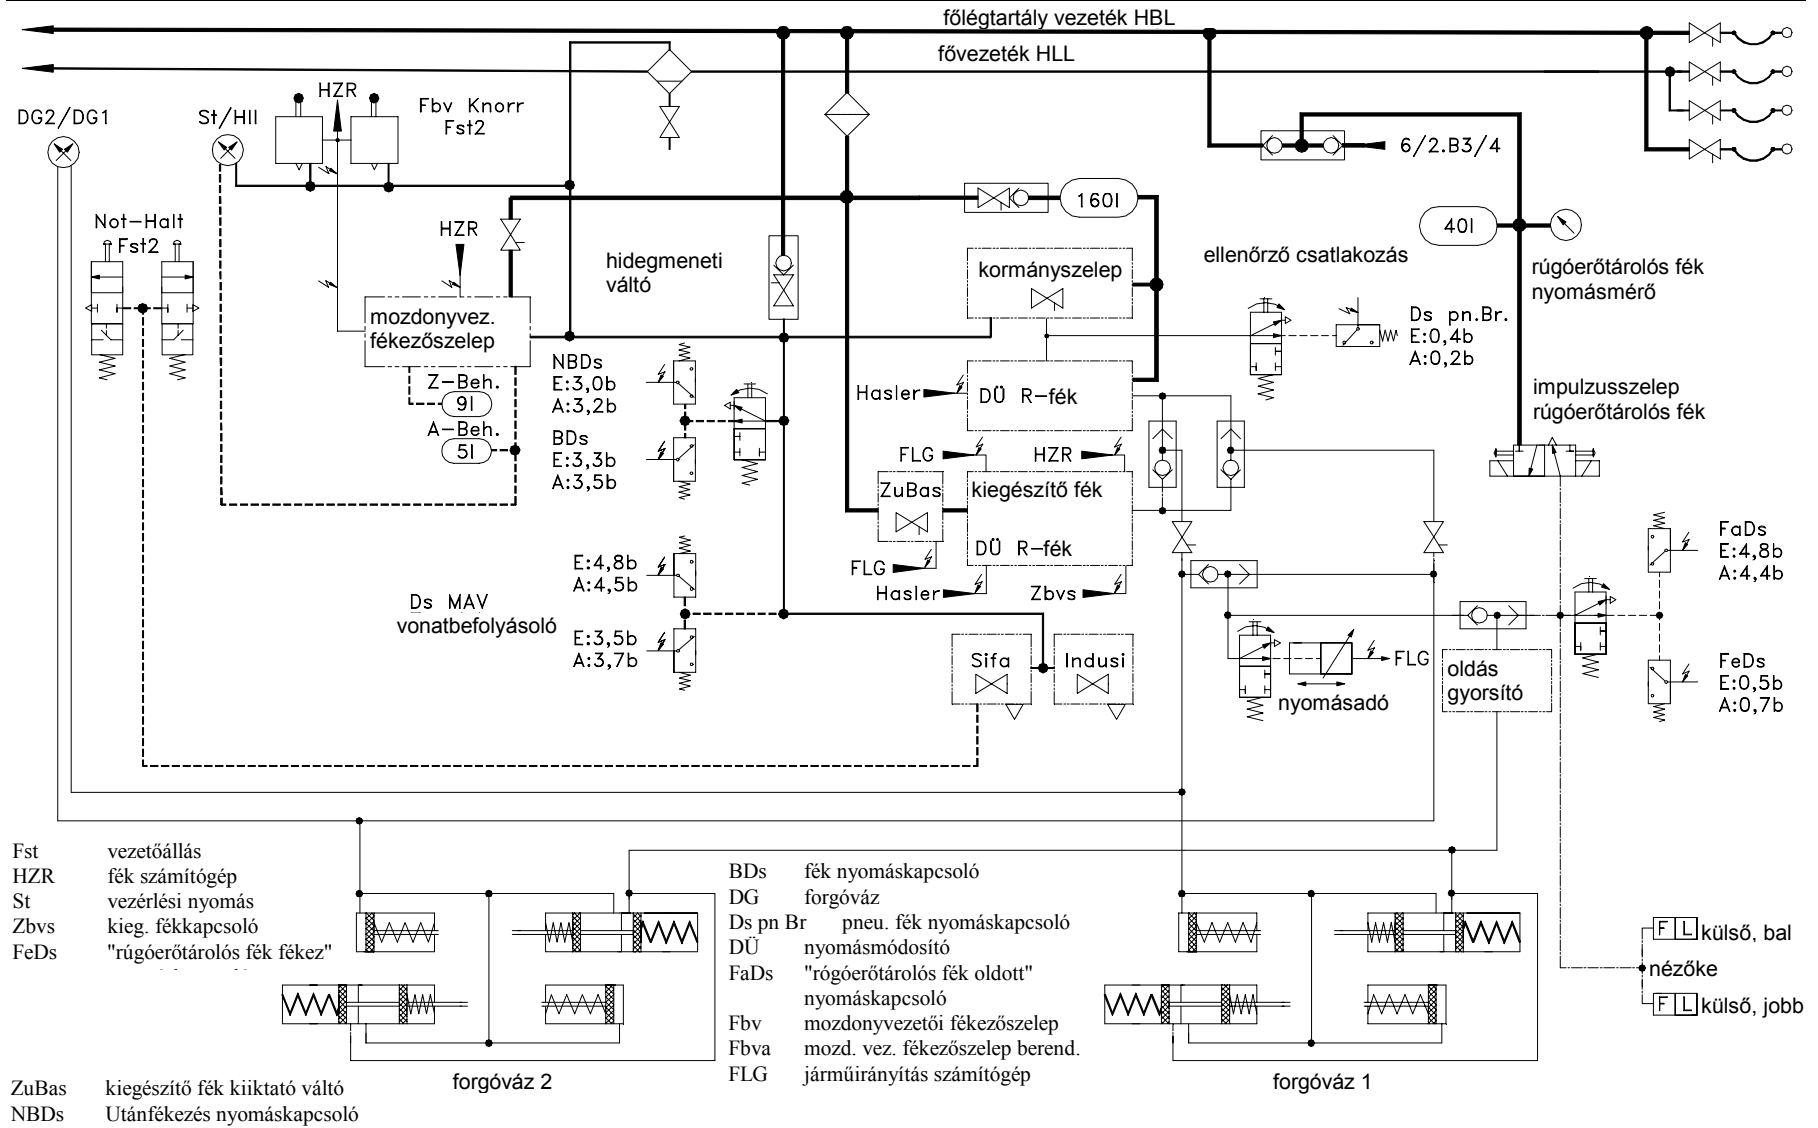 főlégtartály vezeték HBL
fővezeték HLL
DG2/DG1
St/Hll
HZR
Fbv Knorr
Fst2
6/2.B3/4
Not-Halt
Fst2
HZR
160l
40l
hidegmeneti
váltó
kormányszelep
ellenőrző csatlakozás
rúgóerőtárolós fék
nyomásmérő
mozdonyvez.
fékezőszelep
Ds pn.Br.
E:0,4b
A:0,2b
NBDs
E:3,0b
A:3,2b
Z-Beh.
9l
A-Beh.
5l
BDs
E:3,3b
A:3,5b
Hasler
DÜ R-fék
impulzusszelep
rúgóerőtárolós fék
FLG
HZR
ZuBas
kiegészítő fék
DÜ R-fék
FLG
Hasler
Zbvs
FaDs
E:4,8b
A:4,4b
E:4,8b
A:4,5b
Ds MAV
vonatbefolyásoló
E:3,5b
A:3,7b
Sifa
Indusi
FLG
nyomásadó
oldás
gyorsító
FeDs
E:0,5b
A:0,7b
Fst vezetőállás
HZR fék számítógép
St vezérlési nyomás
Zbvs kieg. fékkapcsoló
FeDs "rúgóerőtárolós fék fékez"
BDs fék nyomáskapcsoló
DG forgóváz
Ds pn Br pneu. fék nyomáskapcsoló
DÜ nyomásmódosító
FaDs "rógóerőtárolós fék oldott"
nyomáskapcsoló
Fbv mozdonyvezetői fékezőszelep
Fbva mozd. vez. fékezőszelep berend.
FLG járműirányítás számítógép
F L külső, bal
nézőke
F L külső, jobb
forgóváz 2
forgóváz 1
ZuBas kiegészítő fék kiiktató váltó
NBDs Utánfékezés nyomáskapcsoló